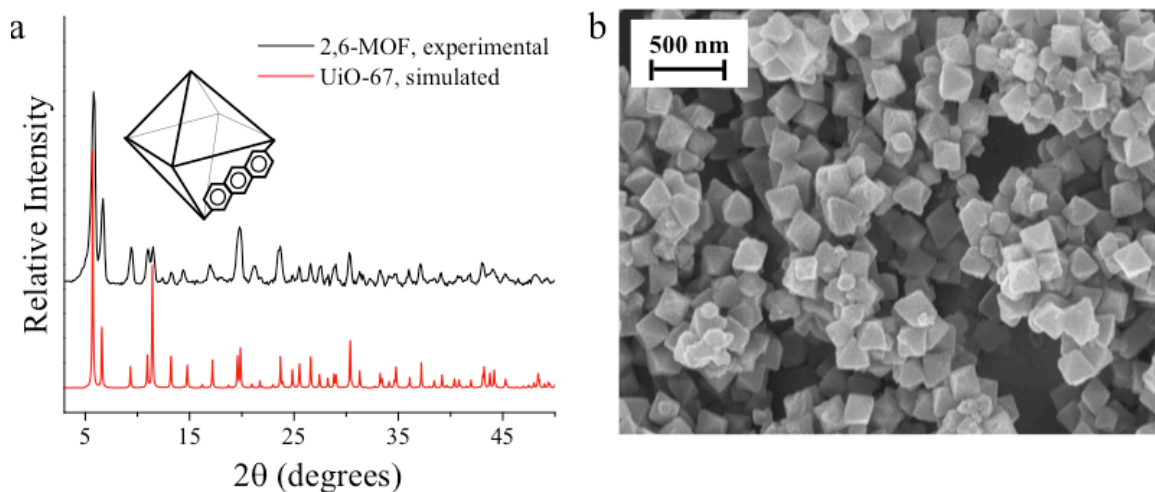 a
2,6-MOF, experimental
UiO-67, simulated
Relative Intensity
5 15 25 35 45
2θ (degrees)
b
500 nm